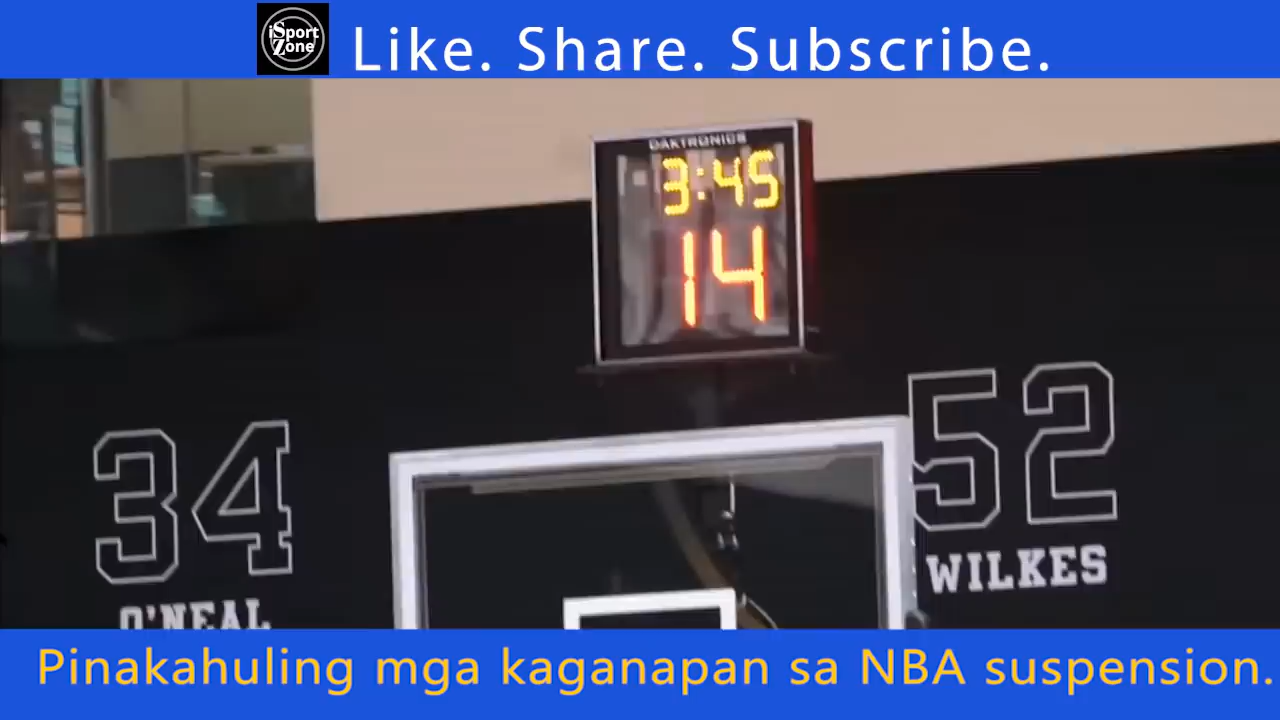 iSport
Zone
Like. Share. Subscribe.
DAKTRONICS
3:45
14
34
O'NEAL
52
WILKES
Pinakahuling mga kaganapan sa NBA suspension.